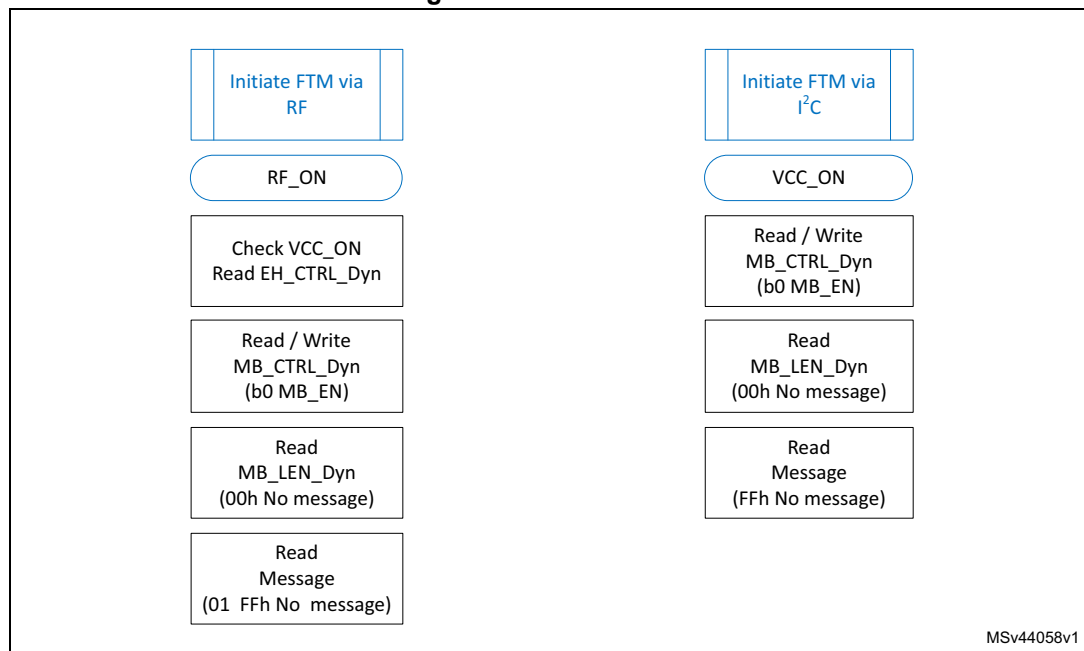 Initiate FTM via
RF
RF_ON
Check VCC_ON
Read EH_CTRL_Dyn
Read / Write
MB_CTRL_Dyn
(b0 MB_EN)
Read
MB_LEN_Dyn
(00h No message)
Read
Message
(01 FFh No message)
Initiate FTM via
I²C
VCC_ON
Read / Write
MB_CTRL_Dyn
(b0 MB_EN)
Read
MB_LEN_Dyn
(00h No message)
Read
Message
(FFh No message)
MSv44058v1